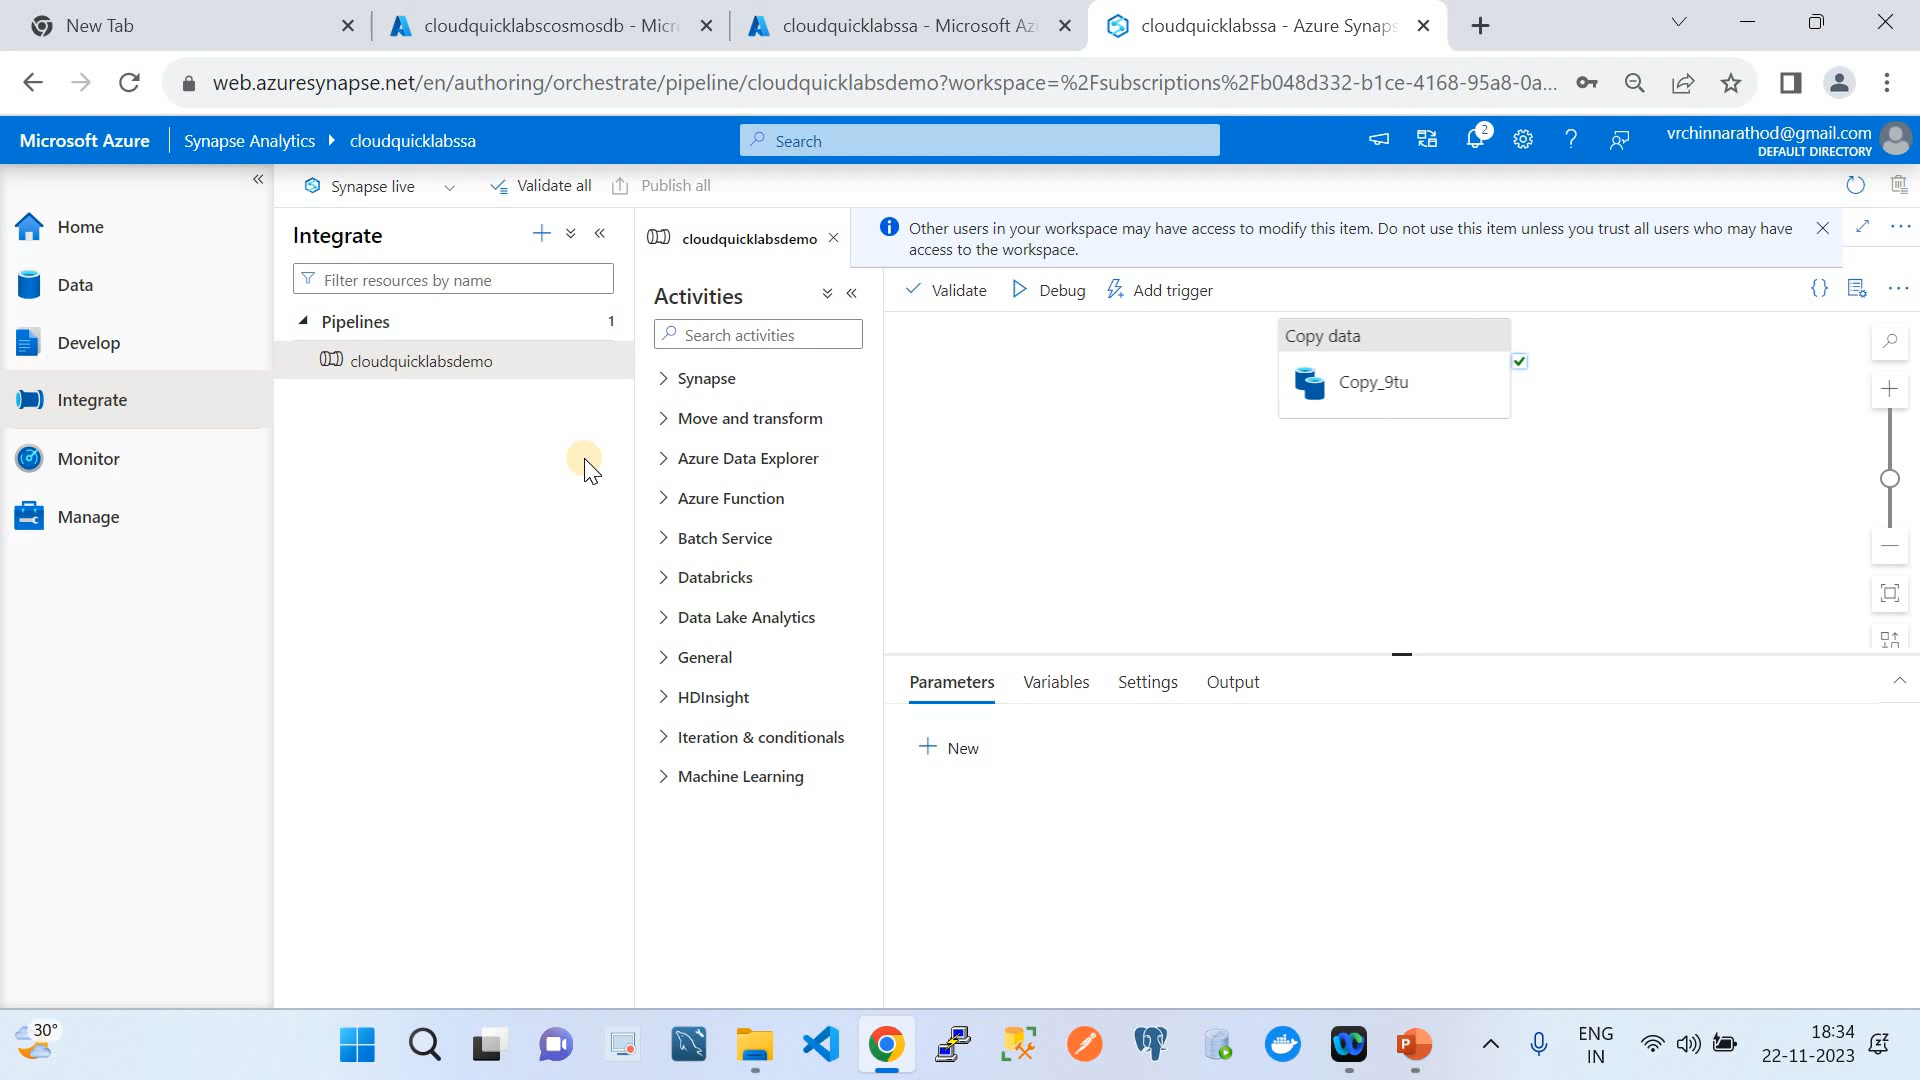 New Tab
cloudquicklabscosmosdb - Micr
cloudquicklabssa - Microsoft Az
cloudquicklabssa - Azure Synaps
web.azuresynapse.net/en/authoring/orchestrate/pipeline/cloudquicklabsdemo?workspace=%2Fsubscriptions%2Fb048d332-b1ce-4168-95a8-0a...
Microsoft Azure
Synapse Analytics
cloudquicklabssa
Search
2
vrchinnarathod@gmail.com
DEFAULT DIRECTORY
Home
Data
Develop
Integrate
Monitor
Manage
Synapse live
Validate all
Publish all
Integrate
Filter resources by name
Pipelines
1
cloudquicklabsdemo
cloudquicklabsdemo
Other users in your workspace may have access to modify this item. Do not use this item unless you trust all users who may have
access to the workspace.
Activities
Search activities
Synapse
Move and transform
Azure Data Explorer
Azure Function
Batch Service
Databricks
Data Lake Analytics
General
HDInsight
Iteration & conditionals
Machine Learning
Validate
Debug
Add trigger
Copy data
Copy_9tu
Parameters
Variables
Settings
Output
New
30°
ENG
IN
18:34
22-11-2023